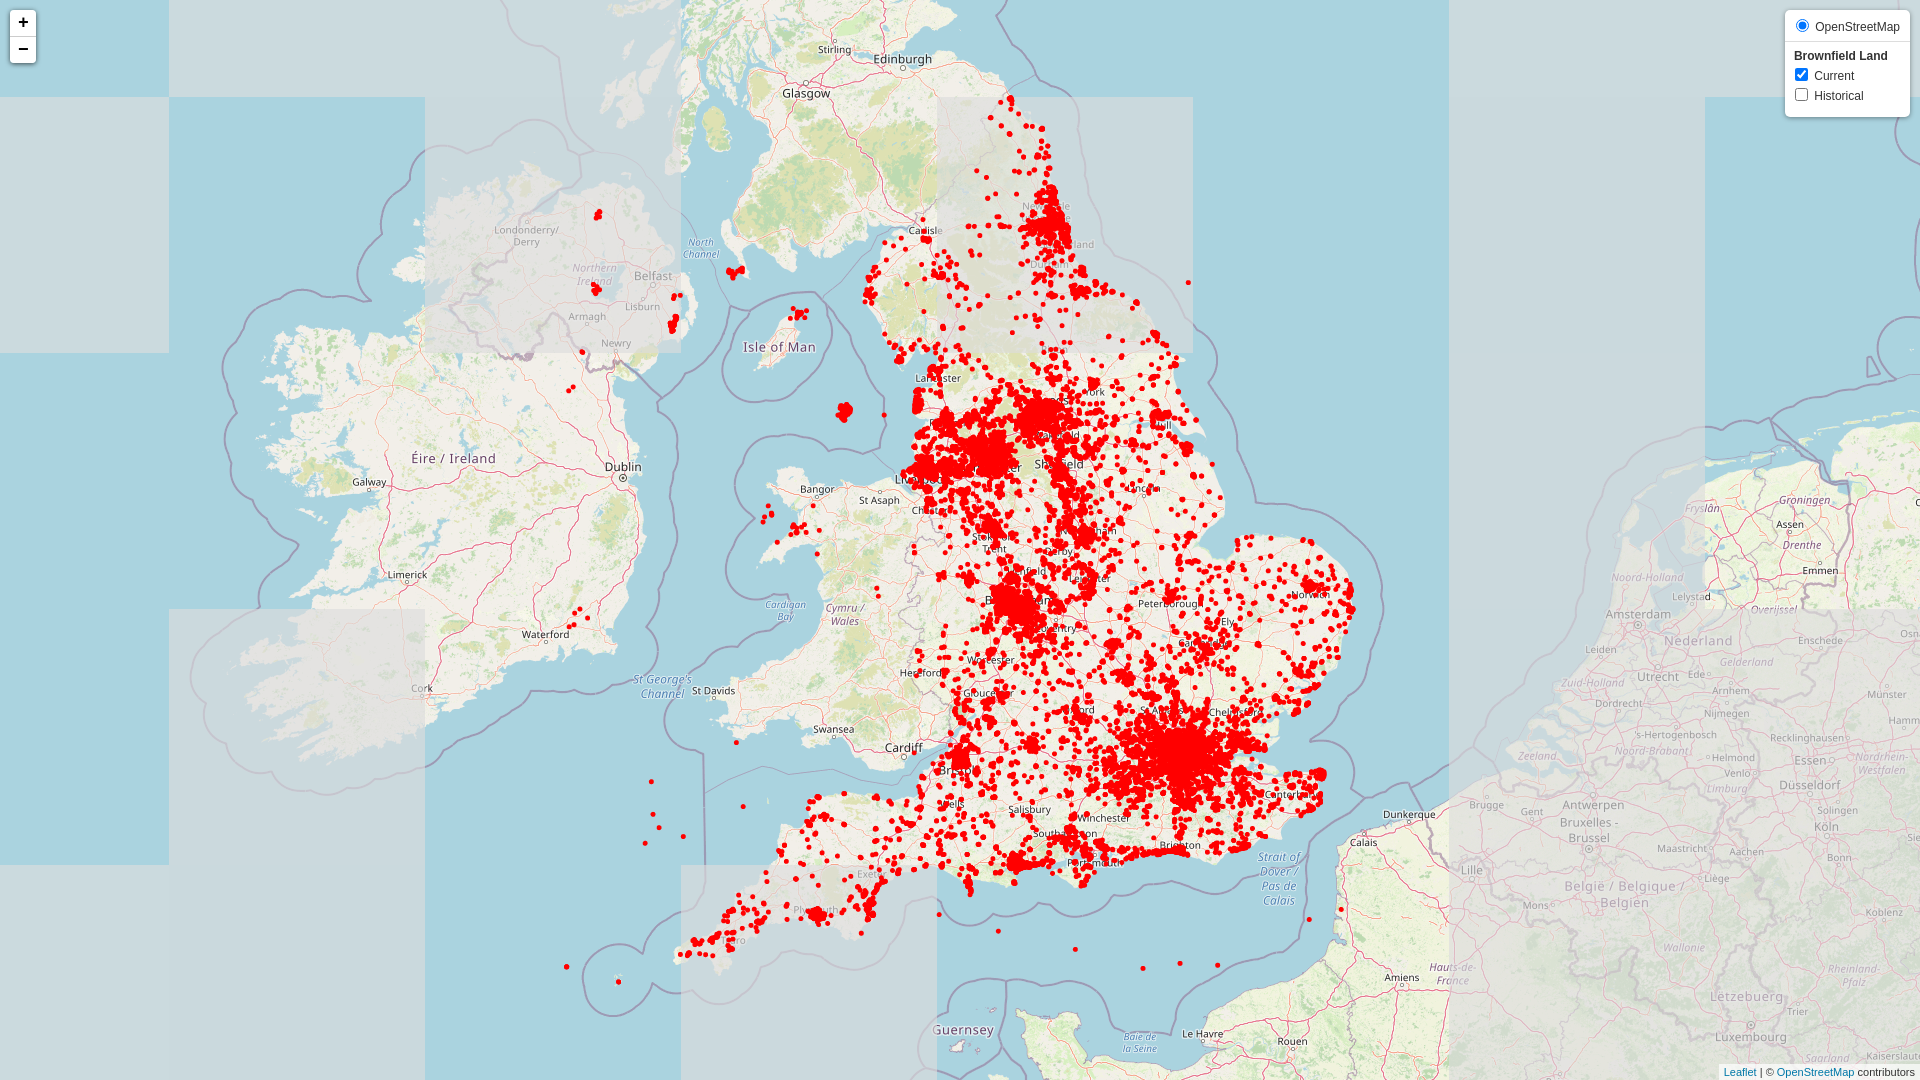 +
−
OpenStreetMap
Brownfield Land
Current
Historical
Stirling
Edinburgh
Glasgow
Londonderry/
Derry
North
Channel
Carlisle
Northern
Ireland
Belfast
Lisburn
Armagh
Newry
Isle of Man
Lancaster
York
Éire / Ireland
Dublin
Galway
Bangor
St Asaph
Lincoln
Groningen
Fryslân
Assen
Drenthe
Emmen
Limerick
Derby
Leicester
Norwich
Noord-Holland
Lelystad
Cardigan
Bay
Cymru /
Wales
Peterborough
Amsterdam
Overijssel
Waterford
Ely
Nederland
Enschede
Leiden
Worcester
Hereford
Gelderland
Utrecht
Ede
Cork
St George's
Channel
St Davids
Gloucester
Zuid-Holland
Arnhem
Münster
Dordrecht
Nijmegen
Chelmsford
's-Hertogenbosch
Recklinghausen
Swansea
Cardiff
Noord-Brabant
Zeeland
Helmond
Essen
Nordrhein-
Westfalen
Venlo
Düsseldorf
Limburg
Bristol
Wells
Salisbury
Winchester
Southampton
Brugge
Gent
Antwerpen
Solingen
Dunkerque
Bruxelles -
Brussel
Köln
Calais
Brighton
Portsmouth
Maastricht
Aachen
Bonn
Strait of
Dover /
Pas de
Calais
Lille
Liège
Exeter
België / Belgique /
Belgien
Mons
Koblenz
Plymouth
Truro
Wallonie
Amiens
Hauts-de-
France
Rheinland-
Pfalz
Lëtzebuerg
Trier
Guernsey
Le Havre
Baie de
la Seine
Rouen
Luxembourg
Saarland
Kaiserslaute
Leaflet | © OpenStreetMap contributors